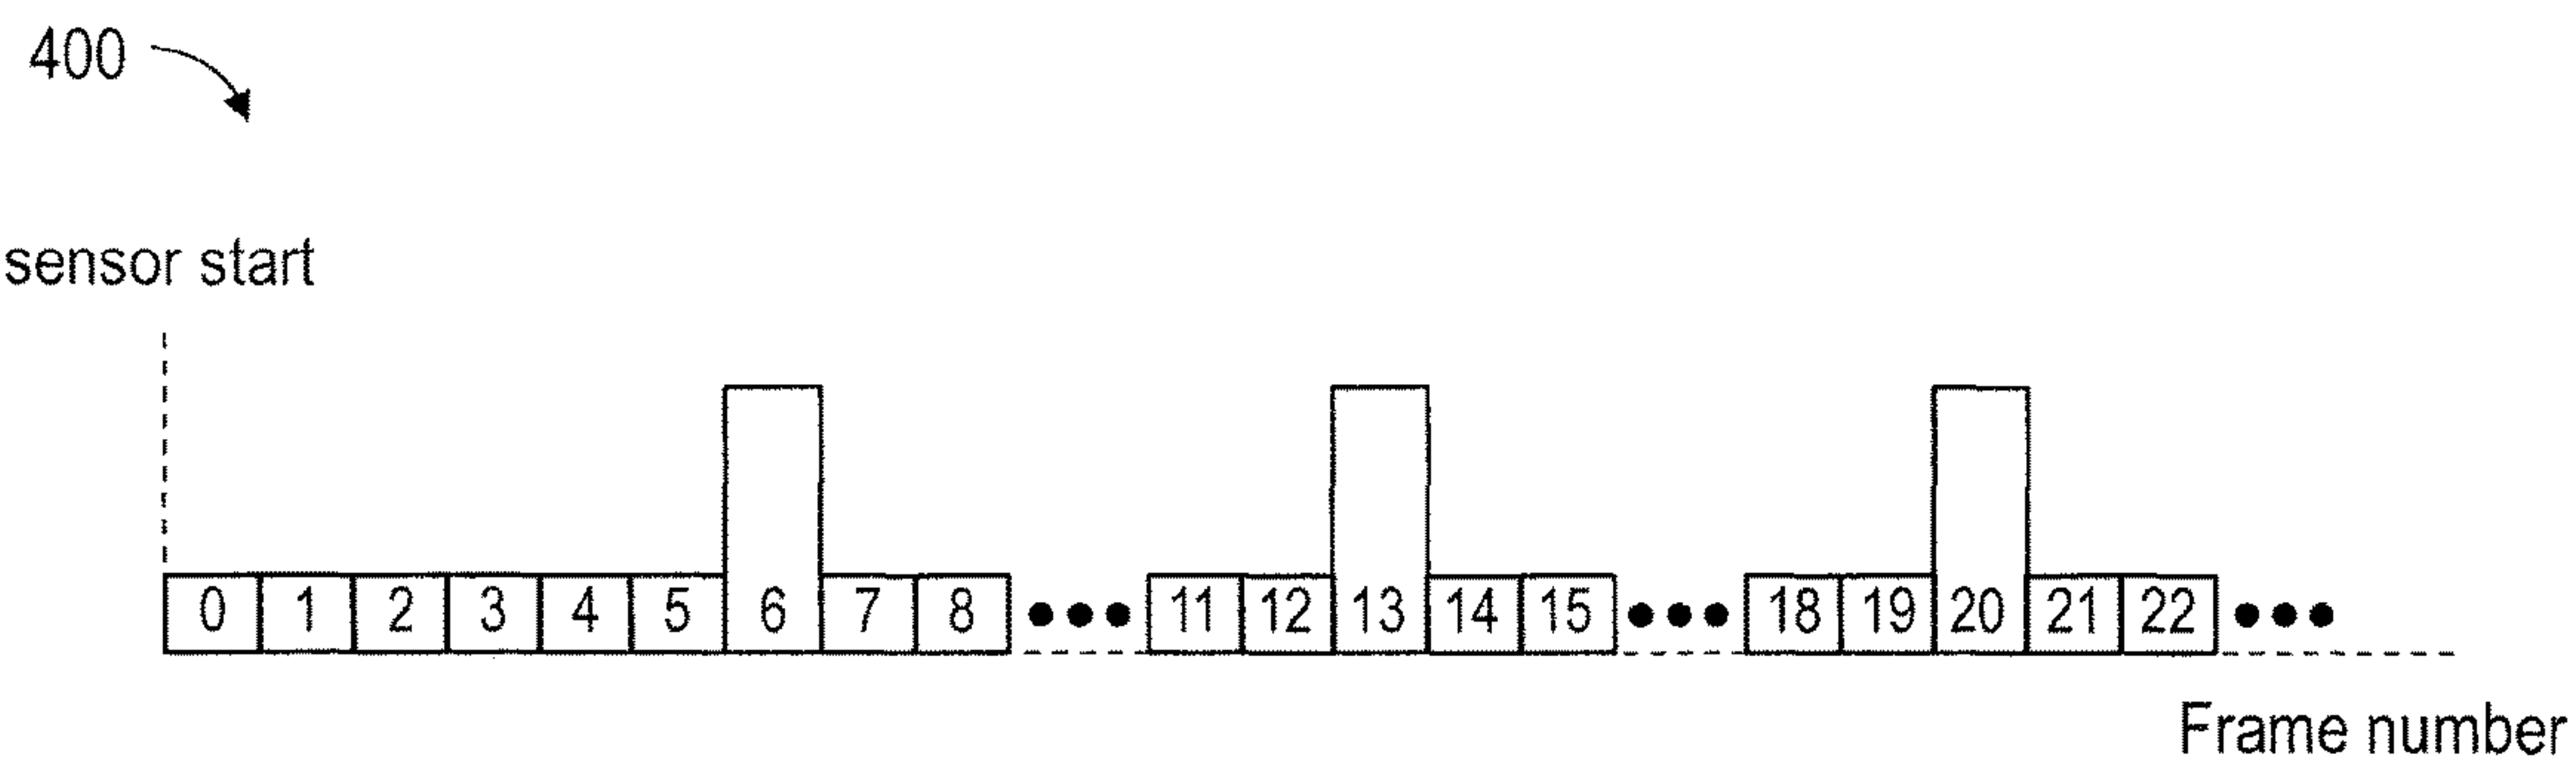 400
sensor start
0 1 2 3 4 5 6 7 8 ●●● 11 12 13 14 15 ●●● 18 19 20 21 22 ●●●
Frame number